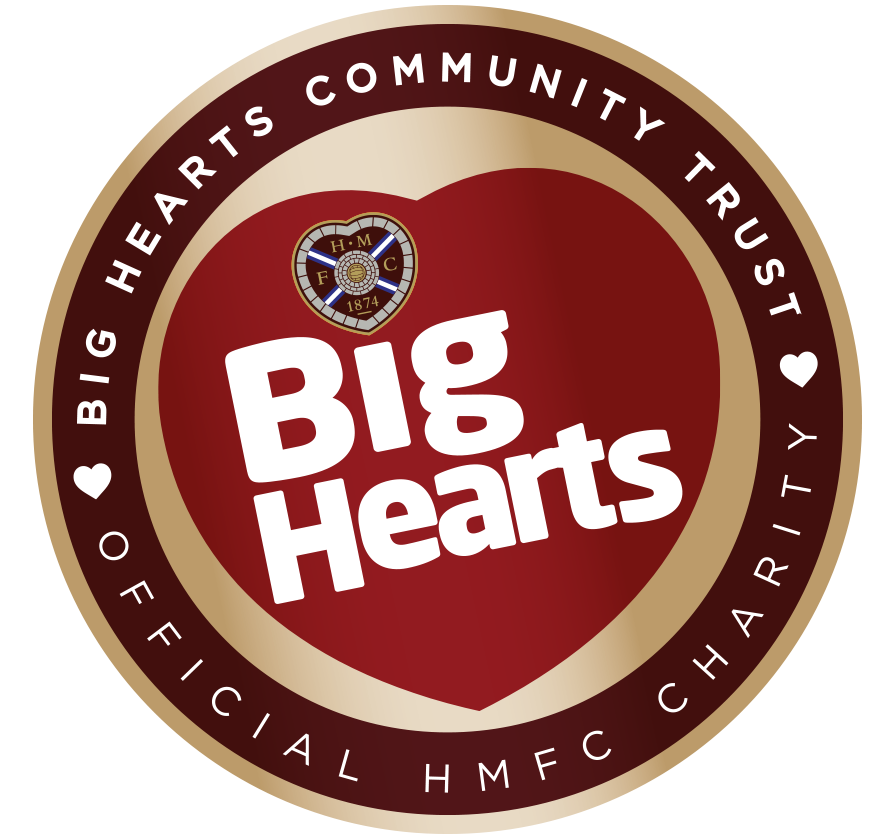 BIG HEARTS COMMUNITY TRUST
H · M
F C
1874
Big
Hearts
OFFICIAL HMFC CHARITY